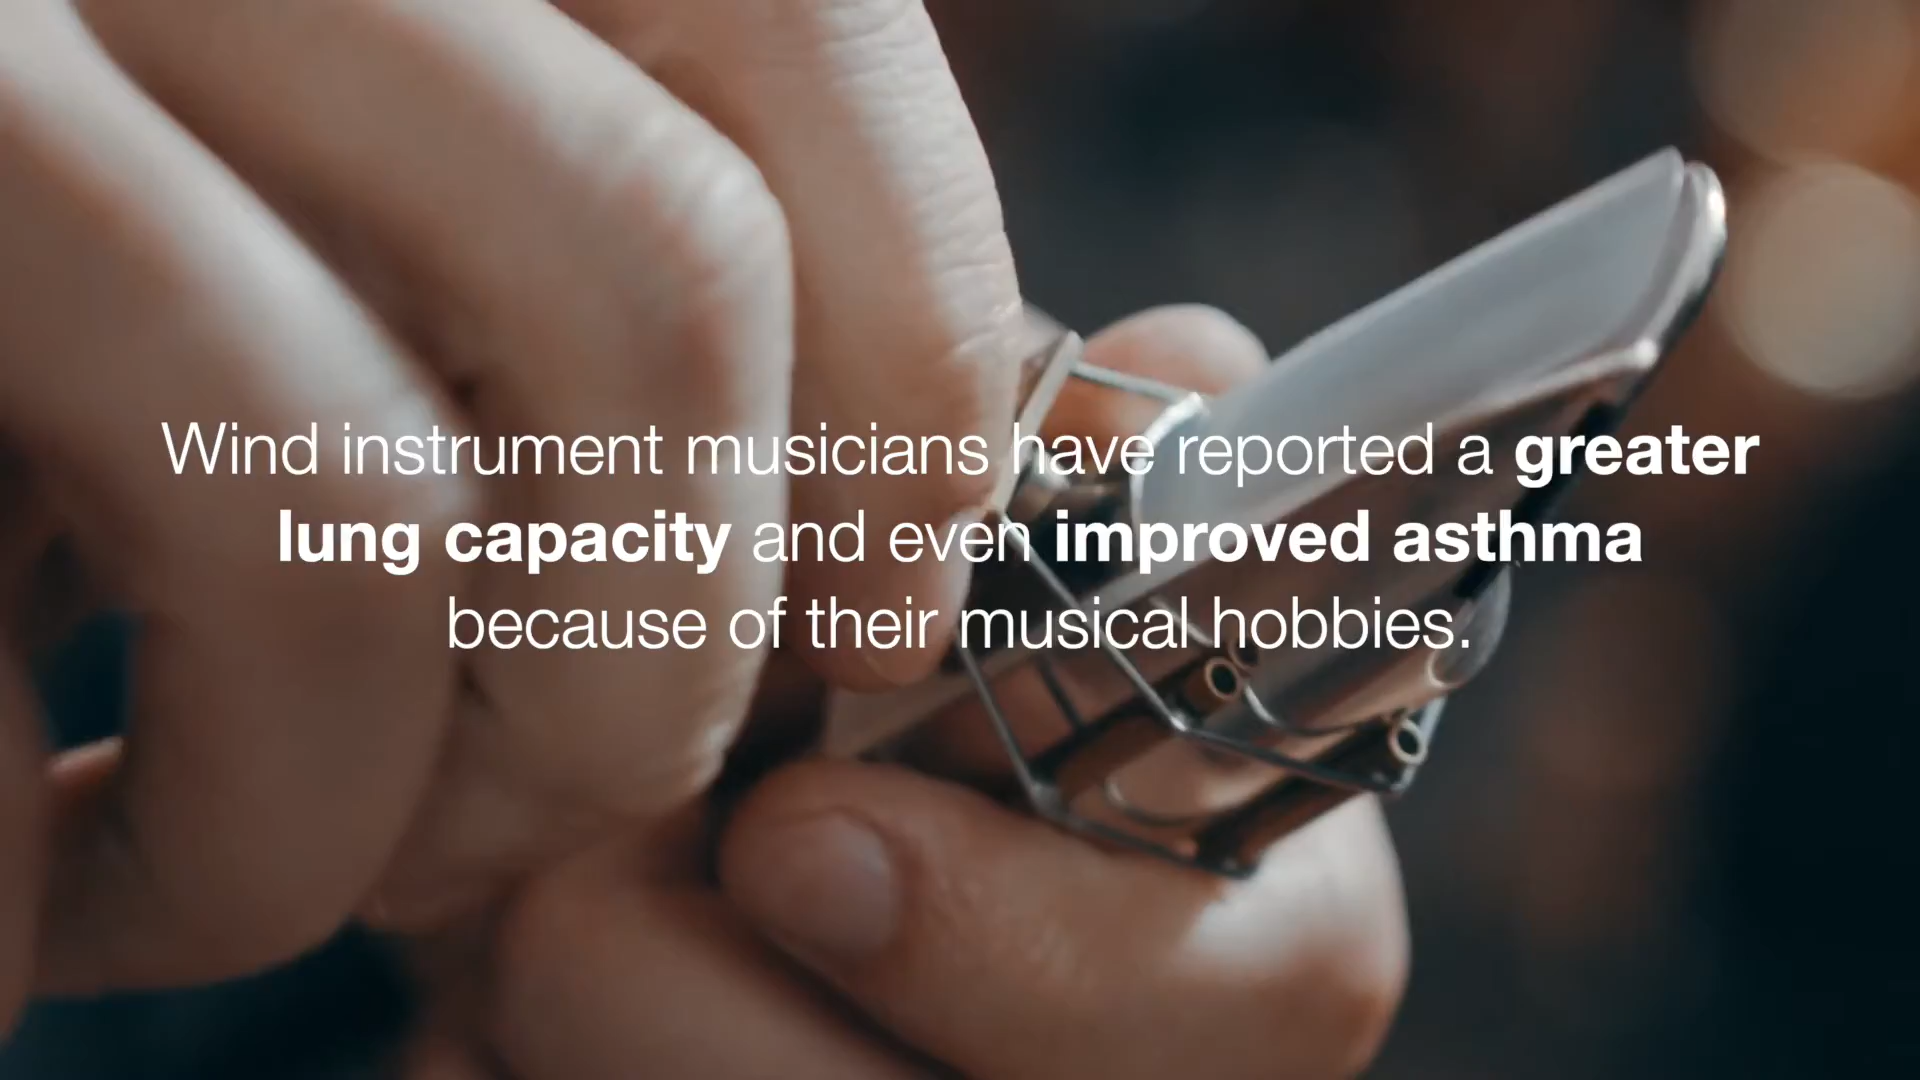 Wind instrument musicians have reported a greater
lung capacity and even improved asthma
because of their musical hobbies.